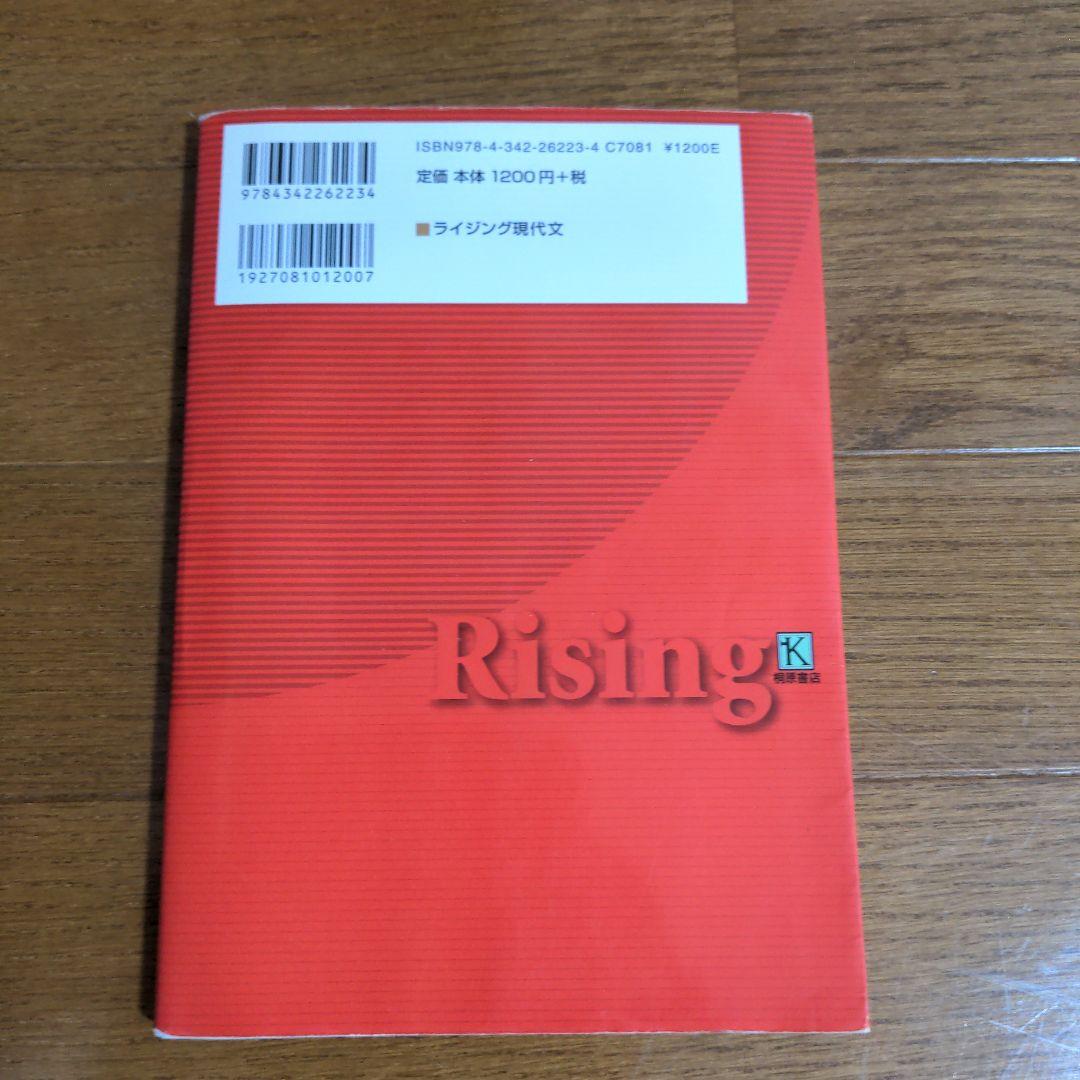 ISBN978-4-342-26223-4 C7081 ¥1200E
9784342262234
定価 本体 1200円+税
■ライジング現代文
1927081012007
Rising
K
桐原書店